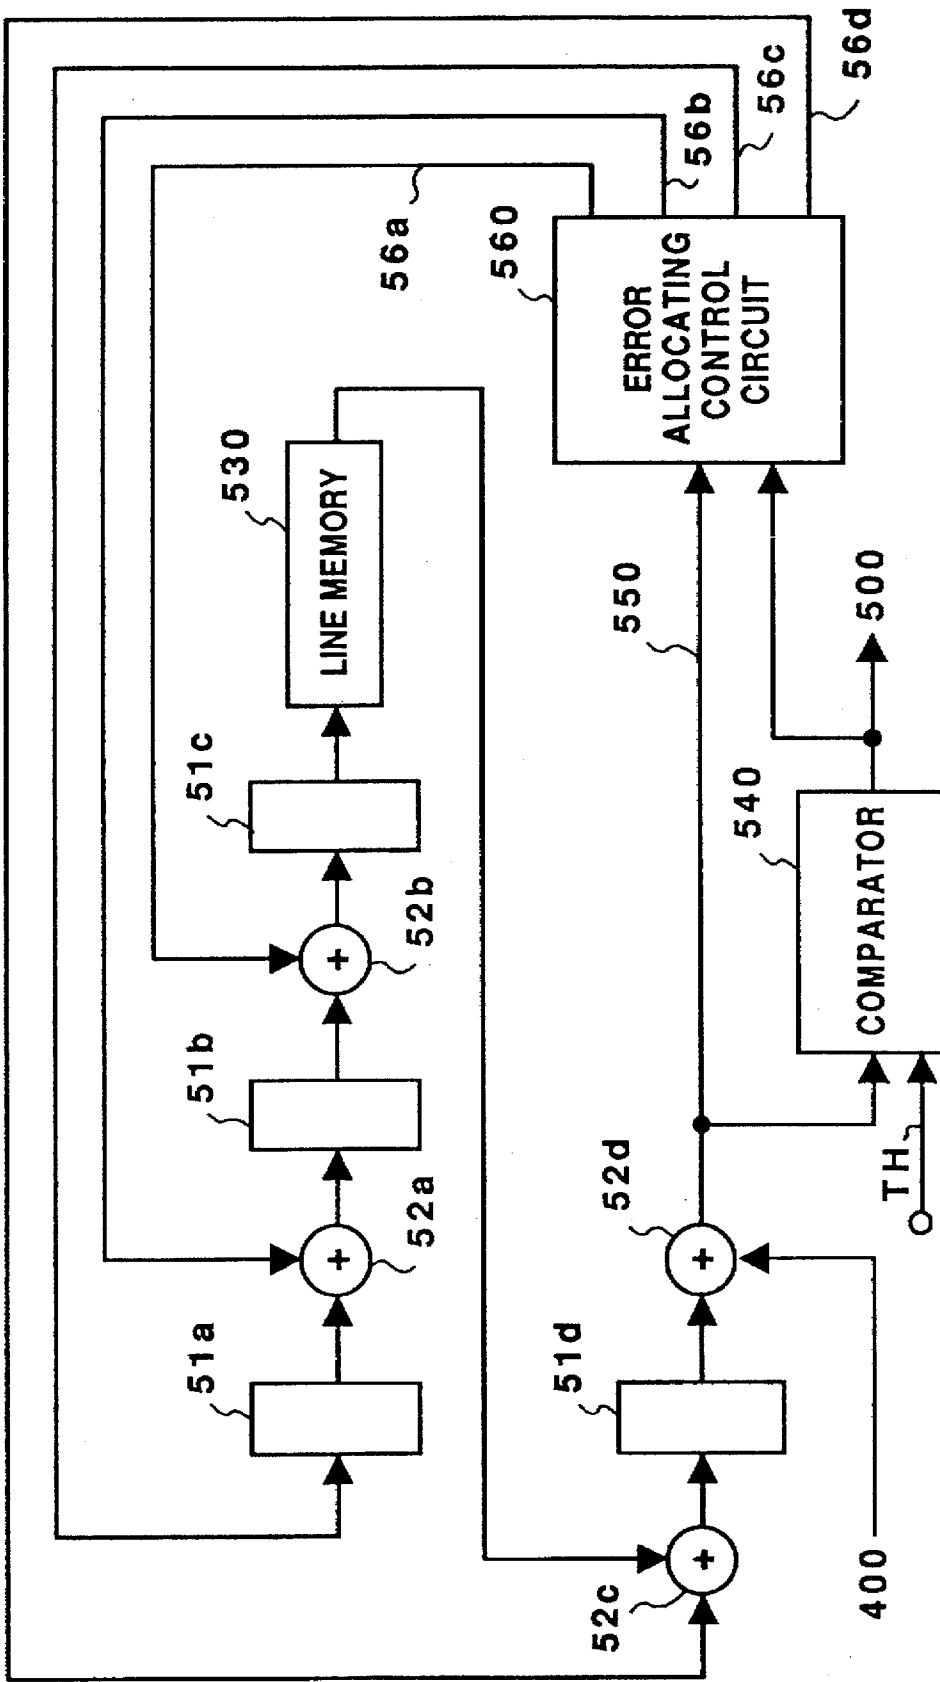 56a
56b
56c
56d
560
ERROR
ALLOCATING
CONTROL
CIRCUIT
530
LINE MEMORY
51c
52b
51b
52a
51a
550
500
540
COMPARATOR
TH
52d
51d
52c
400